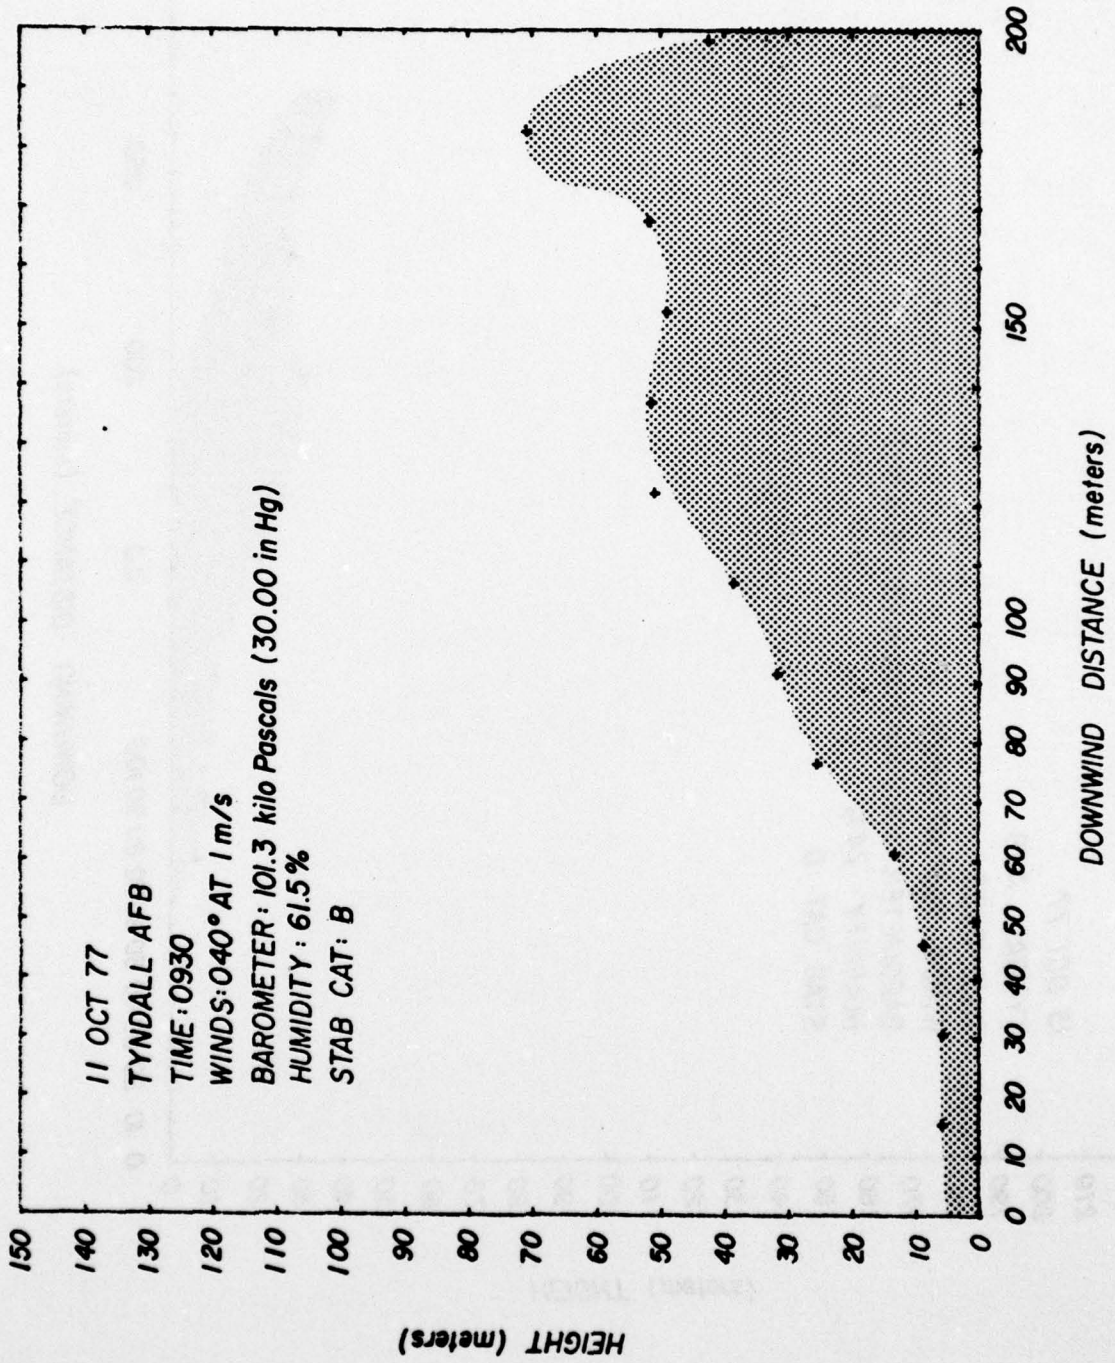 11 OCT 77
TYNDALL AFB
TIME: 0930
WINDS: 040° AT 1 m/s
BAROMETER: 101.3 kilo Pascals (30.00 in Hg)
HUMIDITY: 61.5%
STAB CAT: B
HEIGHT (meters)
150
140
130
120
110
100
90
80
70
60
50
40
30
20
10
0
0 10 20 30 40 50 60 70 80 90 100 150 200
DOWNWIND DISTANCE (meters)